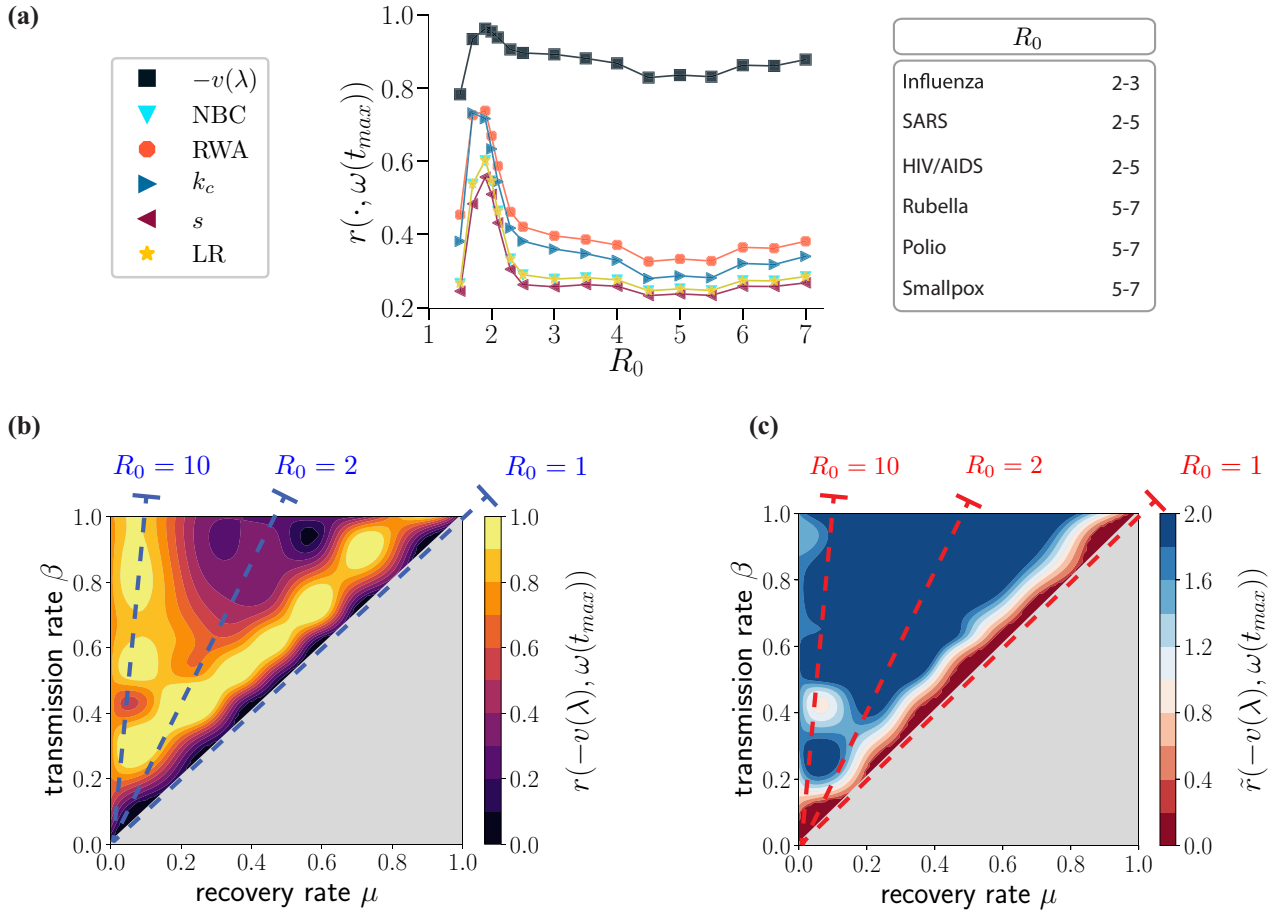 (a)
−v(λ)
NBC
RWA
k_c
s
LR
r(·, ω(t_max))
1.0
0.8
0.6
0.4
0.2
1 2 3 4 5 6 7
R_0
R_0
Influenza 2-3
SARS 2-5
HIV/AIDS 2-5
Rubella 5-7
Polio 5-7
Smallpox 5-7
(b)
R_0 = 10
R_0 = 2
R_0 = 1
transmission rate β
1.0
0.8
0.6
0.4
0.2
0.0
0.0 0.2 0.4 0.6 0.8 1.0
recovery rate μ
1.0
0.8
0.6
0.4
0.2
0.0
r(−v(λ), ω(t_max))
(c)
R_0 = 10
R_0 = 2
R_0 = 1
transmission rate β
1.0
0.8
0.6
0.4
0.2
0.0
0.0 0.2 0.4 0.6 0.8 1.0
recovery rate μ
2.0
1.6
1.2
0.8
0.4
0.0
r̃(−v(λ), ω(t_max))